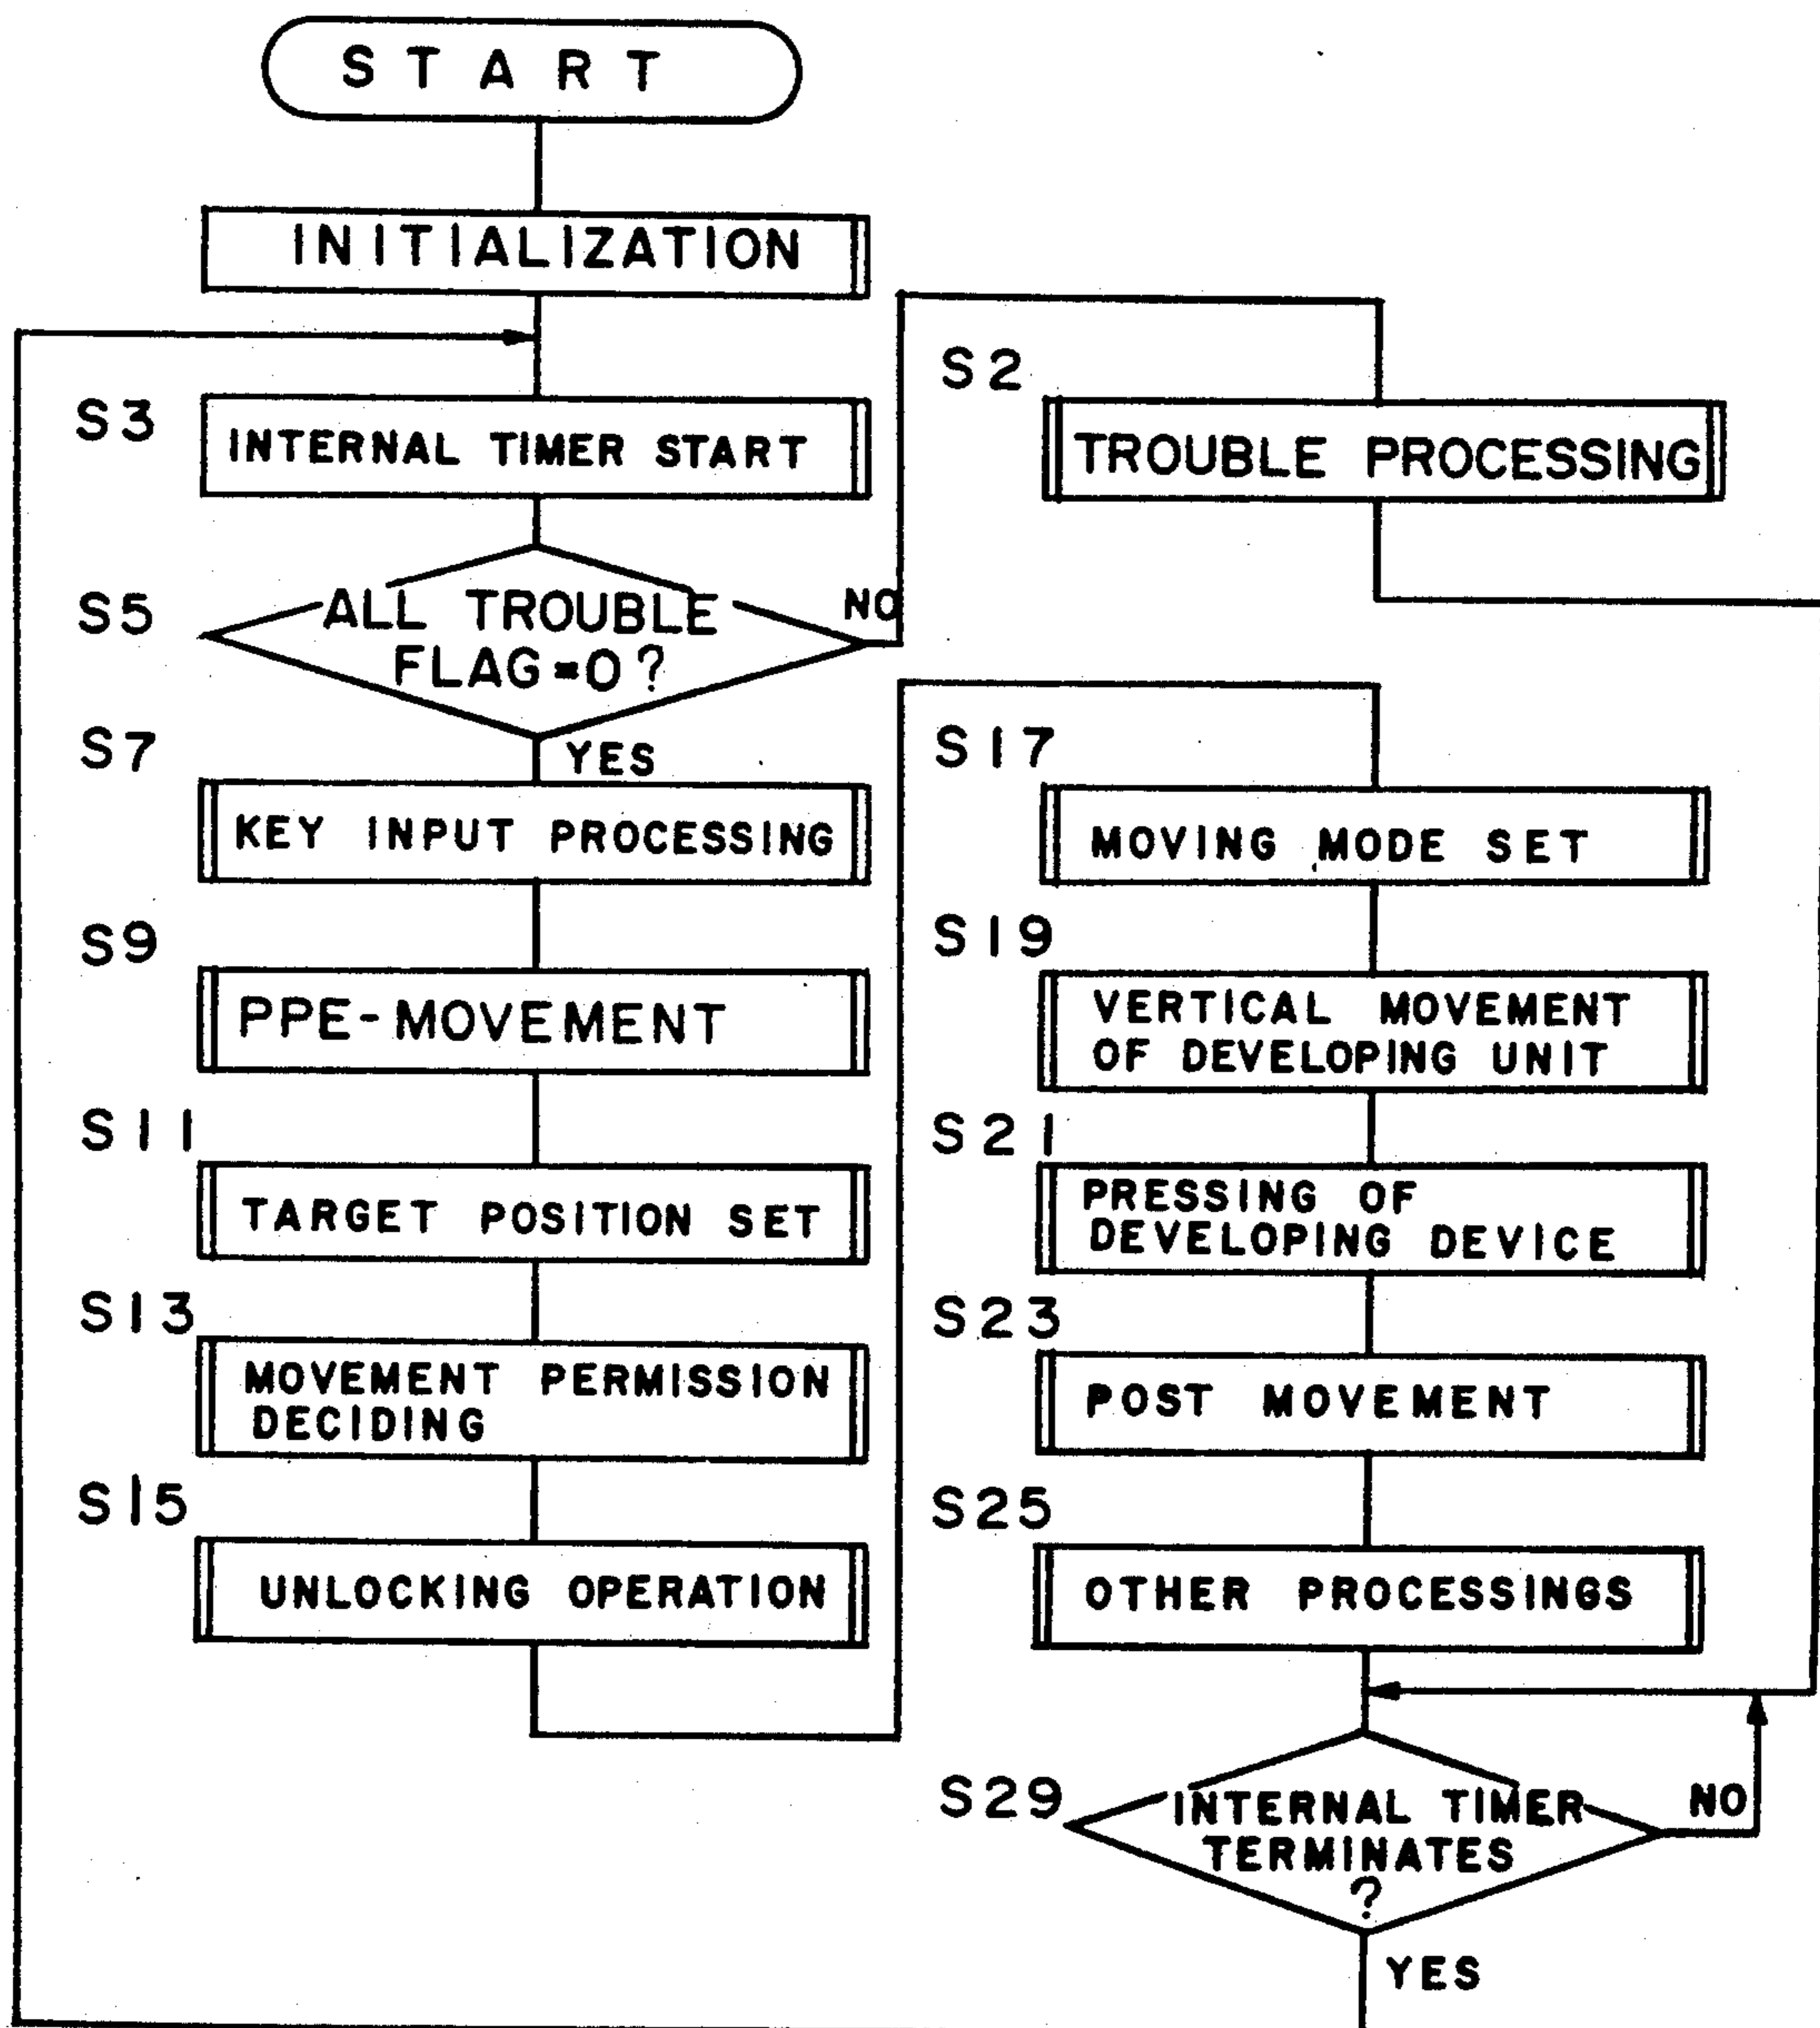 START
INITIALIZATION
S3
INTERNAL TIMER START
S5
ALL TROUBLE
FLAG=0?
NO
YES
S2
TROUBLE PROCESSING
S7
KEY INPUT PROCESSING
S9
PPE-MOVEMENT
S11
TARGET POSITION SET
S13
MOVEMENT PERMISSION
DECIDING
S15
UNLOCKING OPERATION
S17
MOVING MODE SET
S19
VERTICAL MOVEMENT
OF DEVELOPING UNIT
S21
PRESSING OF
DEVELOPING DEVICE
S23
POST MOVEMENT
S25
OTHER PROCESSINGS
S29
INTERNAL TIMER
TERMINATES
?
NO
YES